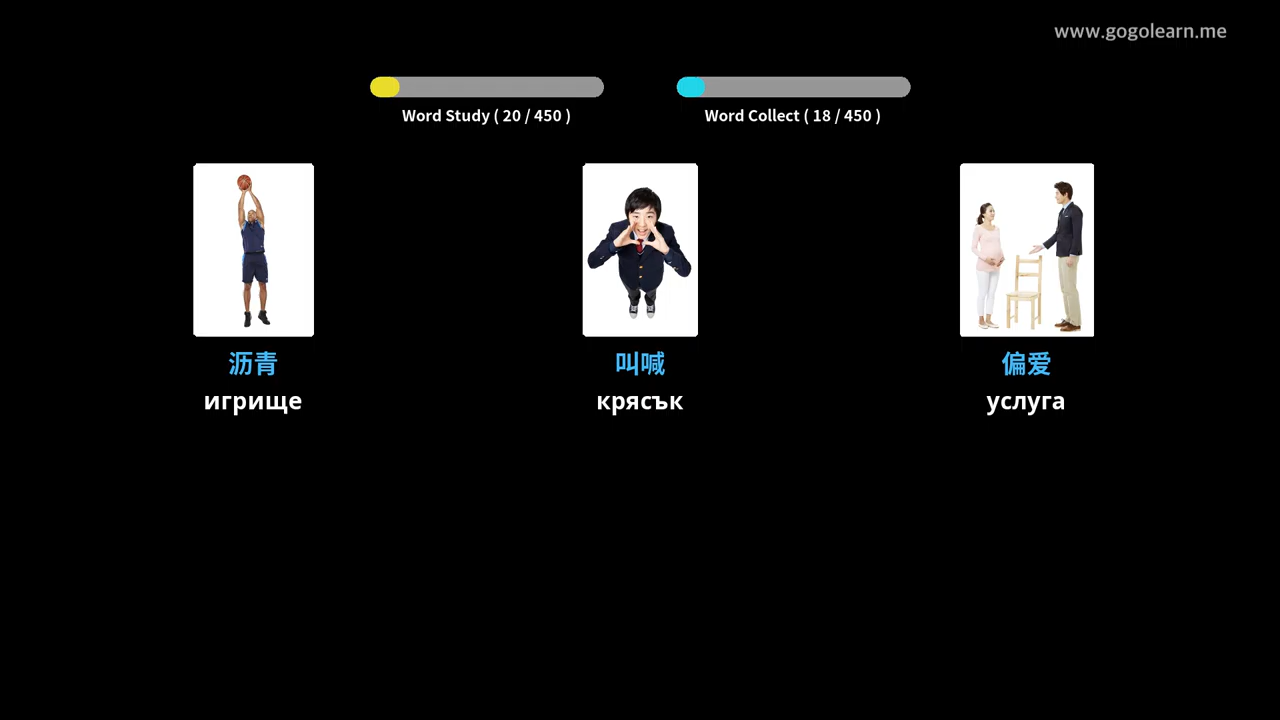 www.gogolearn.me
Word Study ( 20 / 450 )
Word Collect ( 18 / 450 )
沥青
叫喊
偏爱
игрище
крясък
услуга